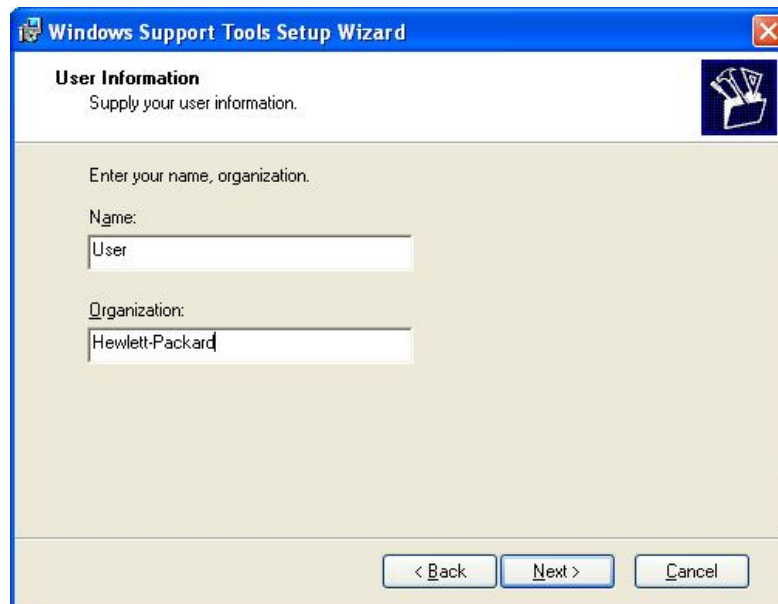 Windows Support Tools Setup Wizard
User Information
Supply your user information.
Enter your name, organization.
Name:
User
Organization:
Hewlett-Packard
< Back Next > Cancel